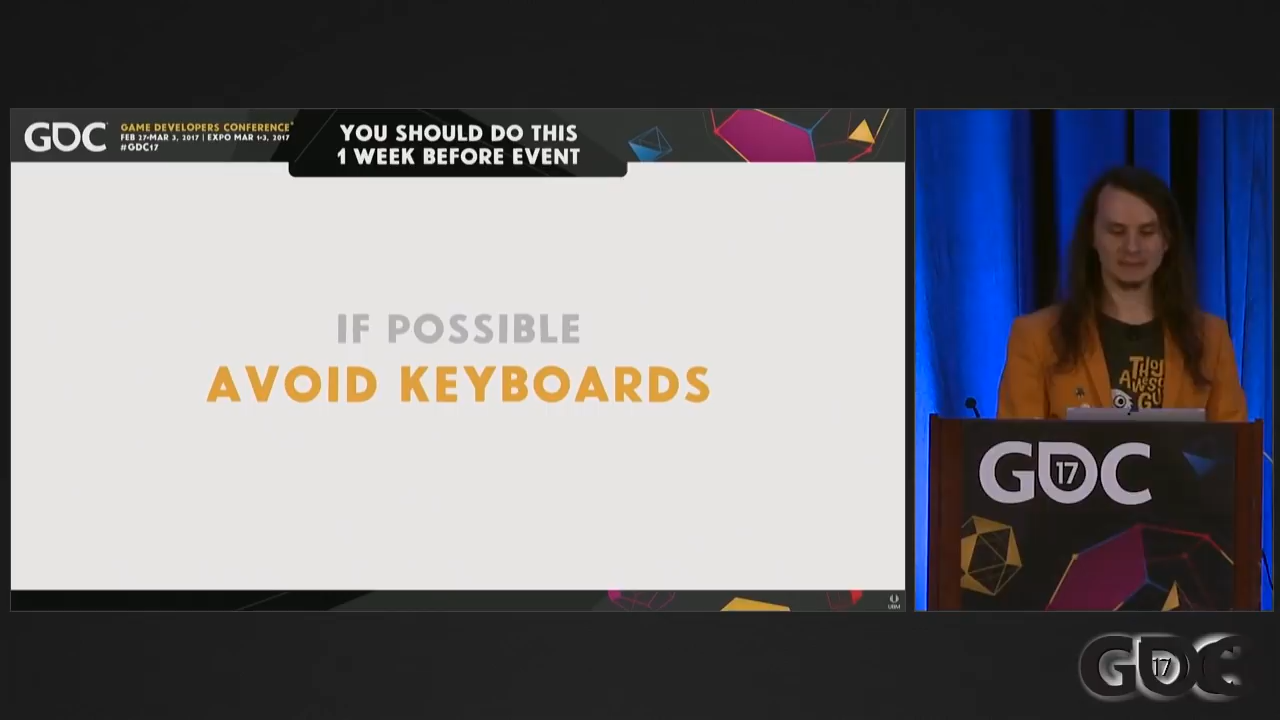 GDC
GAME DEVELOPERS CONFERENCE
FEB 27-MAR 3, 2017 | EXPO MAR 1-3, 2017
#GDC17
YOU SHOULD DO THIS
1 WEEK BEFORE EVENT
IF POSSIBLE
AVOID KEYBOARDS
UBM
GDC
17
GDC
17